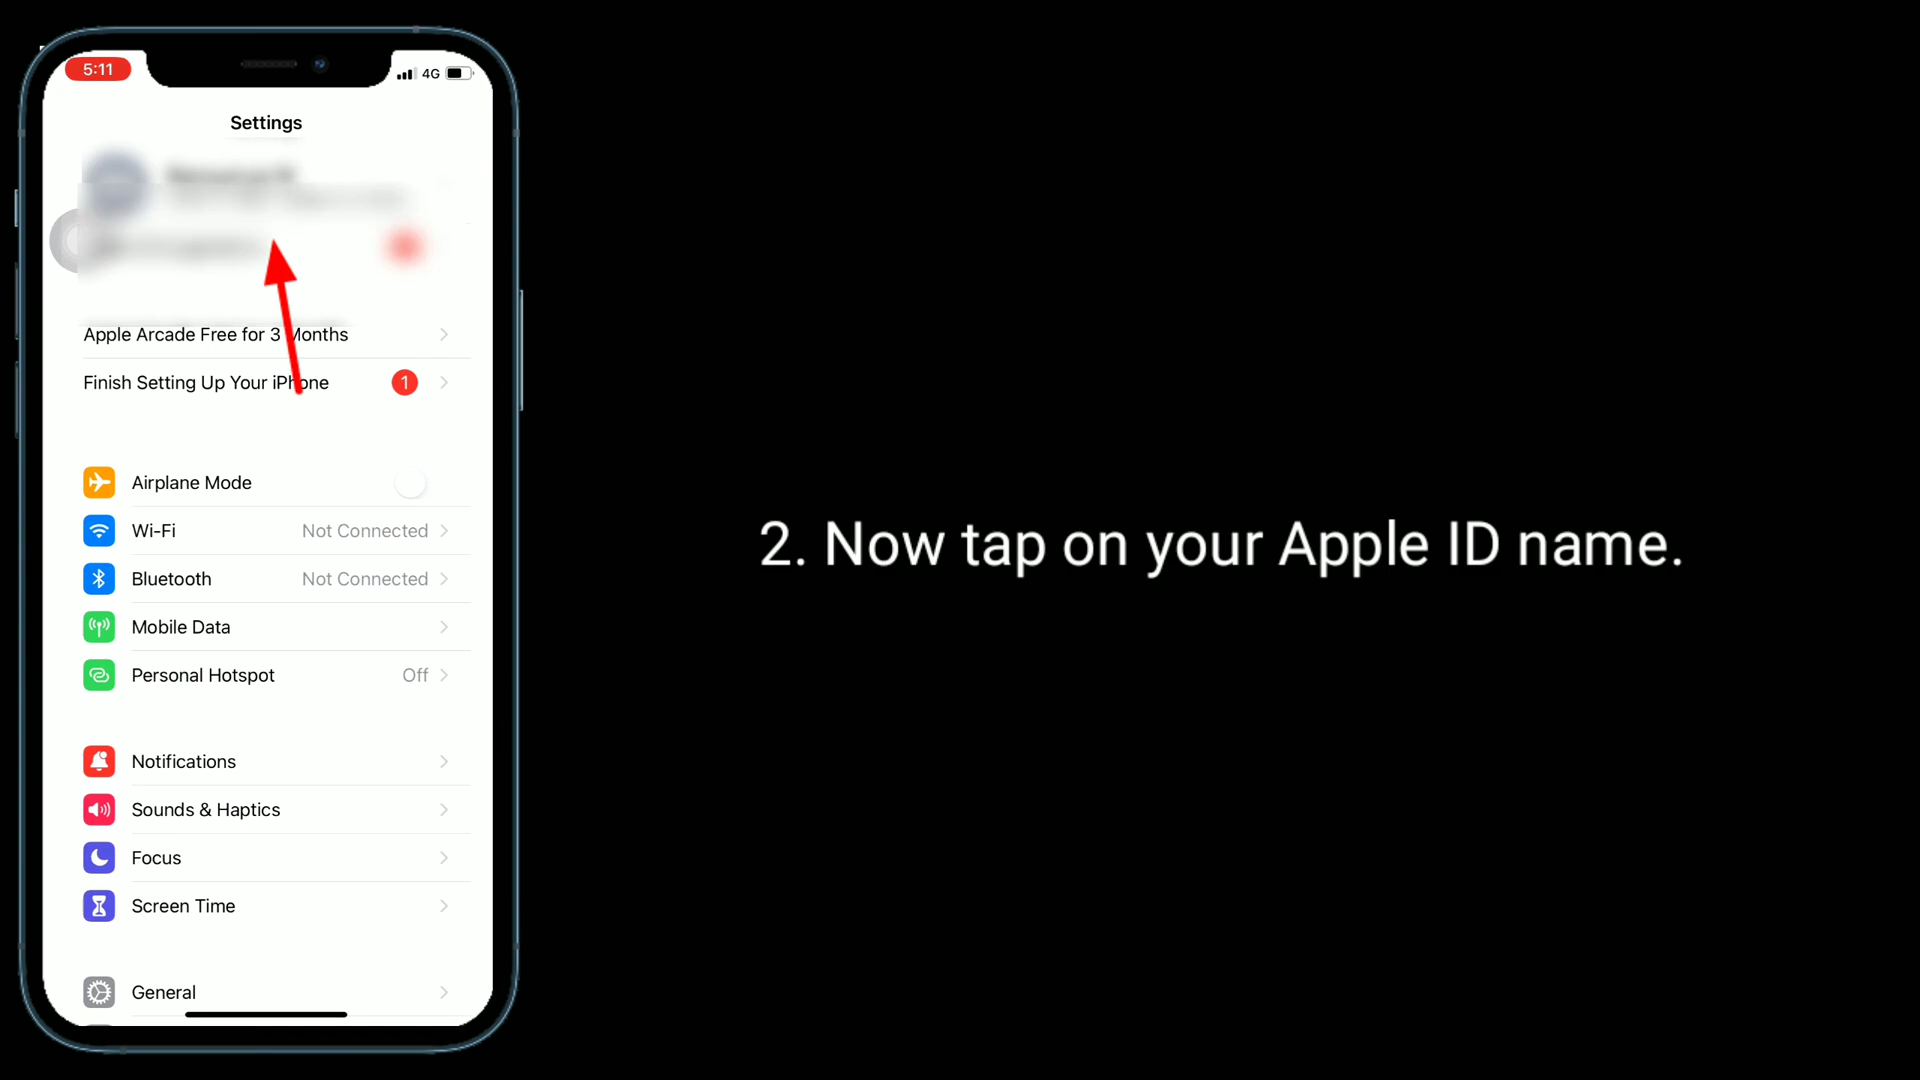 5:11
4G
Settings
Apple Arcade Free for 3 Months
Finish Setting Up Your iPhone 1
Airplane Mode
Wi-Fi Not Connected
Bluetooth Not Connected
Mobile Data
Personal Hotspot Off
Notifications
Sounds & Haptics
Focus
Screen Time
General
2. Now tap on your Apple ID name.